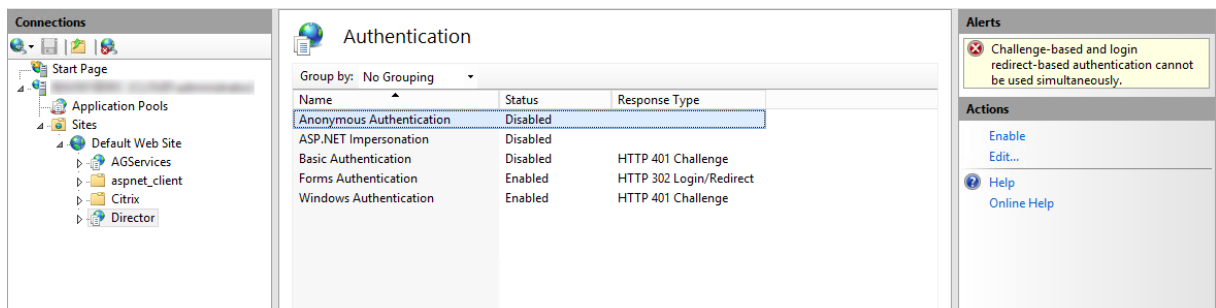 Connections
Start Page
Application Pools
Sites
Default Web Site
AGServices
aspnet_client
Citrix
Director
Authentication
Group by: No Grouping
Name Status Response Type
Anonymous Authentication Disabled
ASP.NET Impersonation Disabled
Basic Authentication Disabled HTTP 401 Challenge
Forms Authentication Enabled HTTP 302 Login/Redirect
Windows Authentication Enabled HTTP 401 Challenge
Alerts
Challenge-based and login
redirect-based authentication cannot
be used simultaneously.
Actions
Enable
Edit...
Help
Online Help